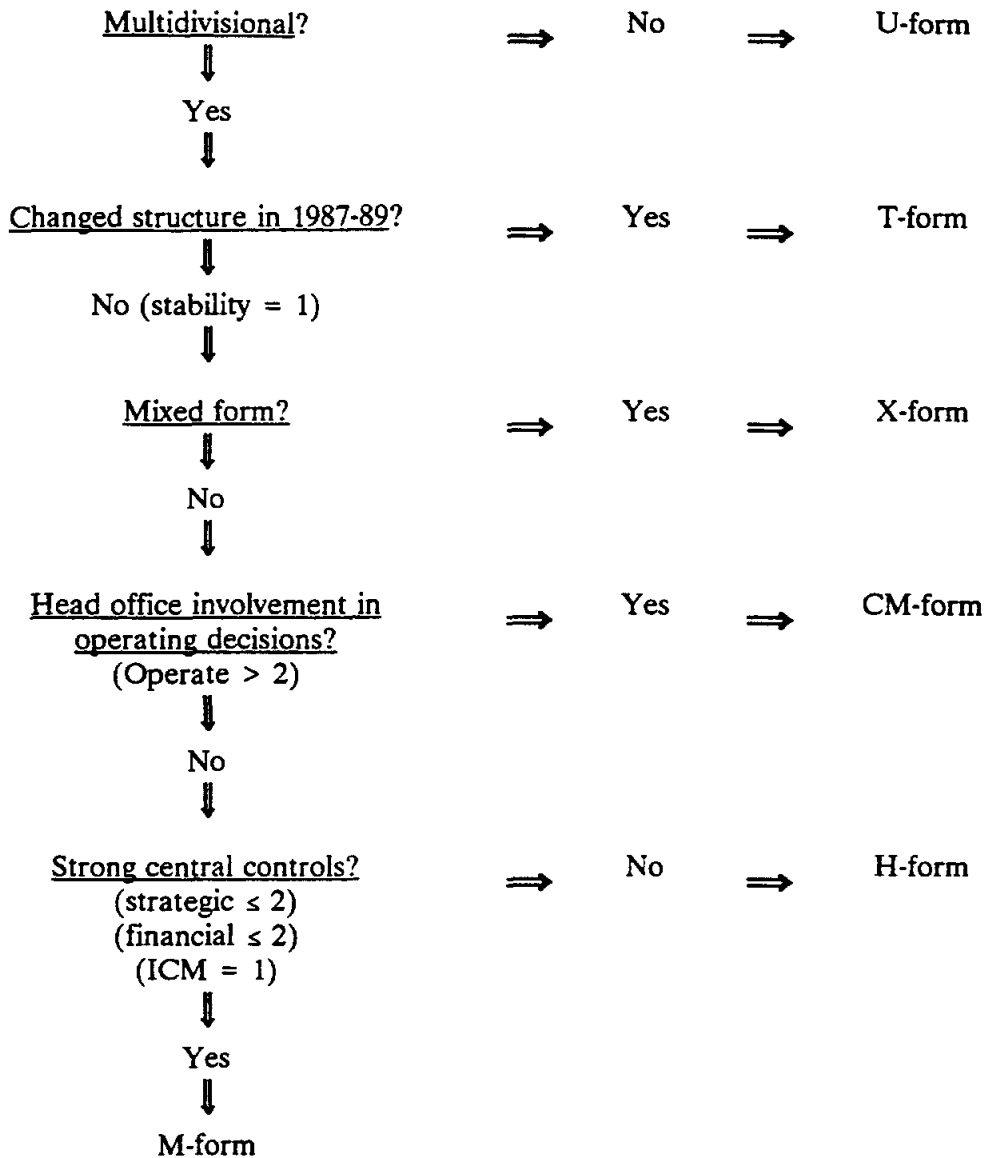 Multidivisional? ⇒ No ⇒ U-form
⇓
Yes
⇓
Changed structure in 1987-89? ⇒ Yes ⇒ T-form
⇓
No (stability = 1)
⇓
Mixed form? ⇒ Yes ⇒ X-form
⇓
No
⇓
Head office involvement in ⇒ Yes ⇒ CM-form
operating decisions?
(Operate > 2)
⇓
No
⇓
Strong central controls? ⇒ No ⇒ H-form
(strategic ≤ 2)
(financial ≤ 2)
(ICM = 1)
⇓
Yes
⇓
M-form